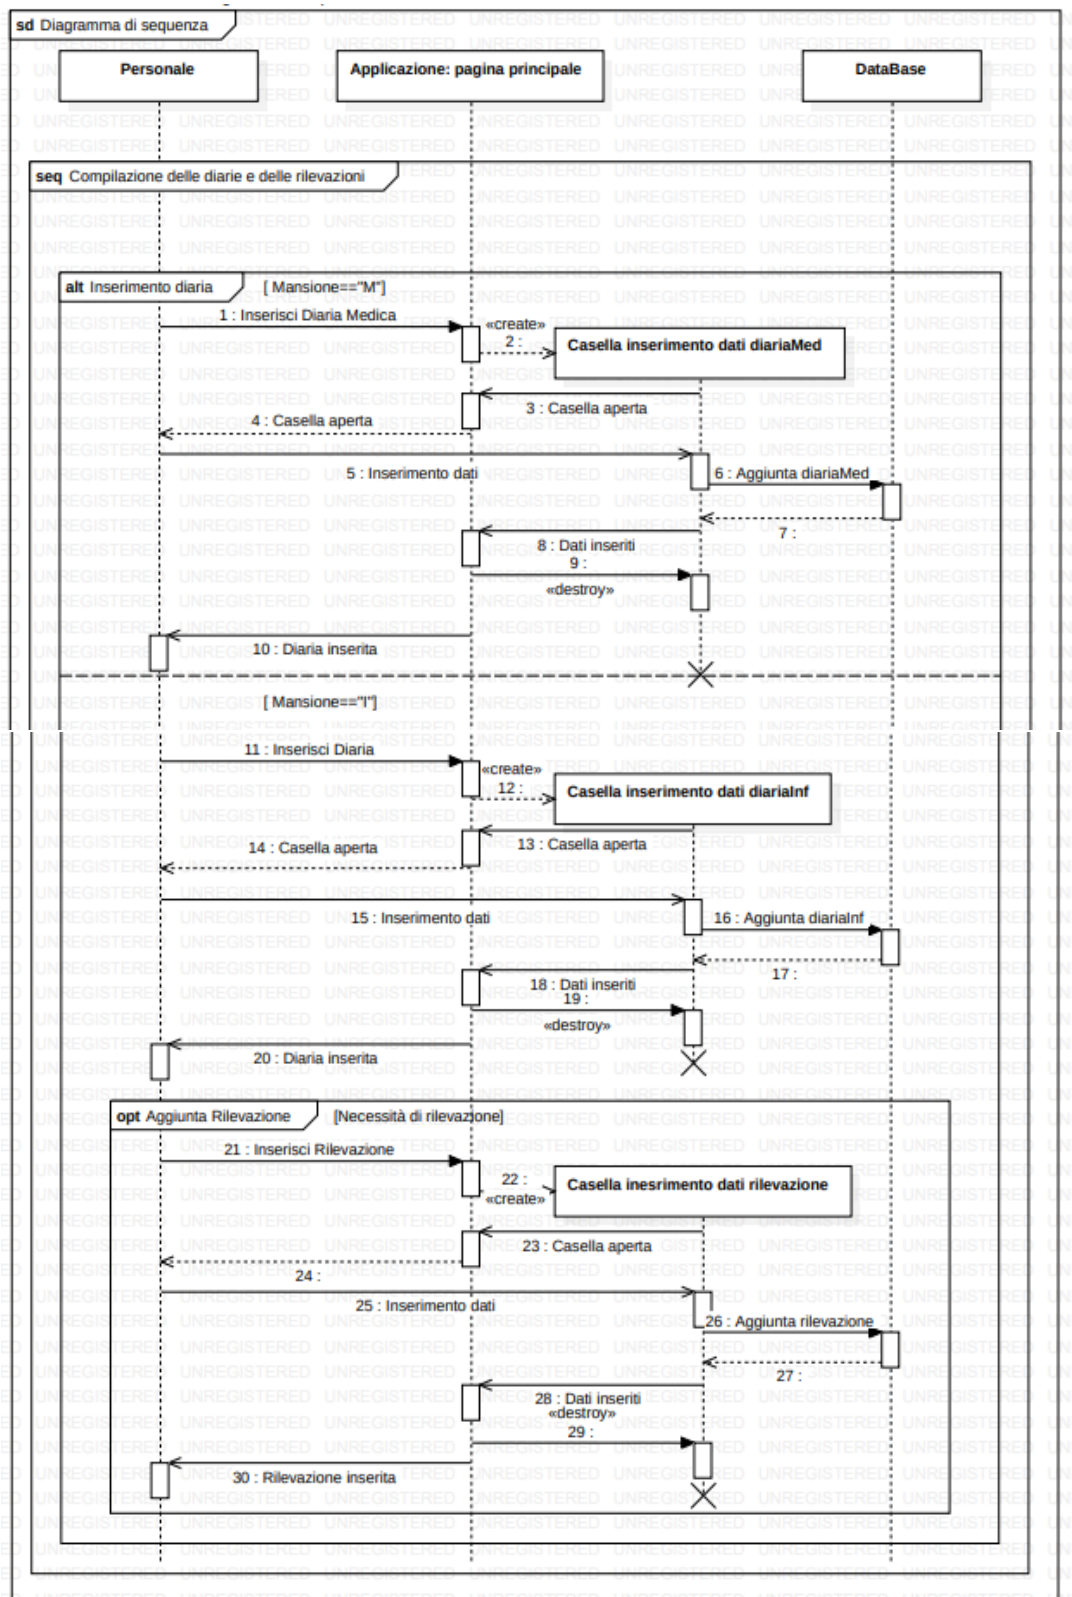 sd Diagramma di sequenza
Personale
Applicazione: pagina principale
DataBase
seq Compilazione delle diarie e delle rilevazioni
alt Inserimento diaria
[ Mansione=="M"]
1 : Inserisci Diaria Medica
«create»
2 :
Casella inserimento dati diariaMed
3 : Casella aperta
4 : Casella aperta
5 : Inserimento dati
6 : Aggiunta diariaMed
7 :
8 : Dati inseriti
9 :
«destroy»
10 : Diaria inserita
[ Mansione=="I"]
11 : Inserisci Diaria
«create»
12 :
Casella inserimento dati diariaInf
13 : Casella aperta
14 : Casella aperta
15 : Inserimento dati
16 : Aggiunta diariaInf
17 :
18 : Dati inseriti
19 :
«destroy»
20 : Diaria inserita
opt Aggiunta Rilevazione
[Necessità di rilevazione]
21 : Inserisci Rilevazione
22 :
«create»
Casella inesrimento dati rilevazione
23 : Casella aperta
24 :
25 : Inserimento dati
26 : Aggiunta rilevazione
27 :
28 : Dati inseriti
«destroy»
29 :
30 : Rilevazione inserita
UNREGISTERED